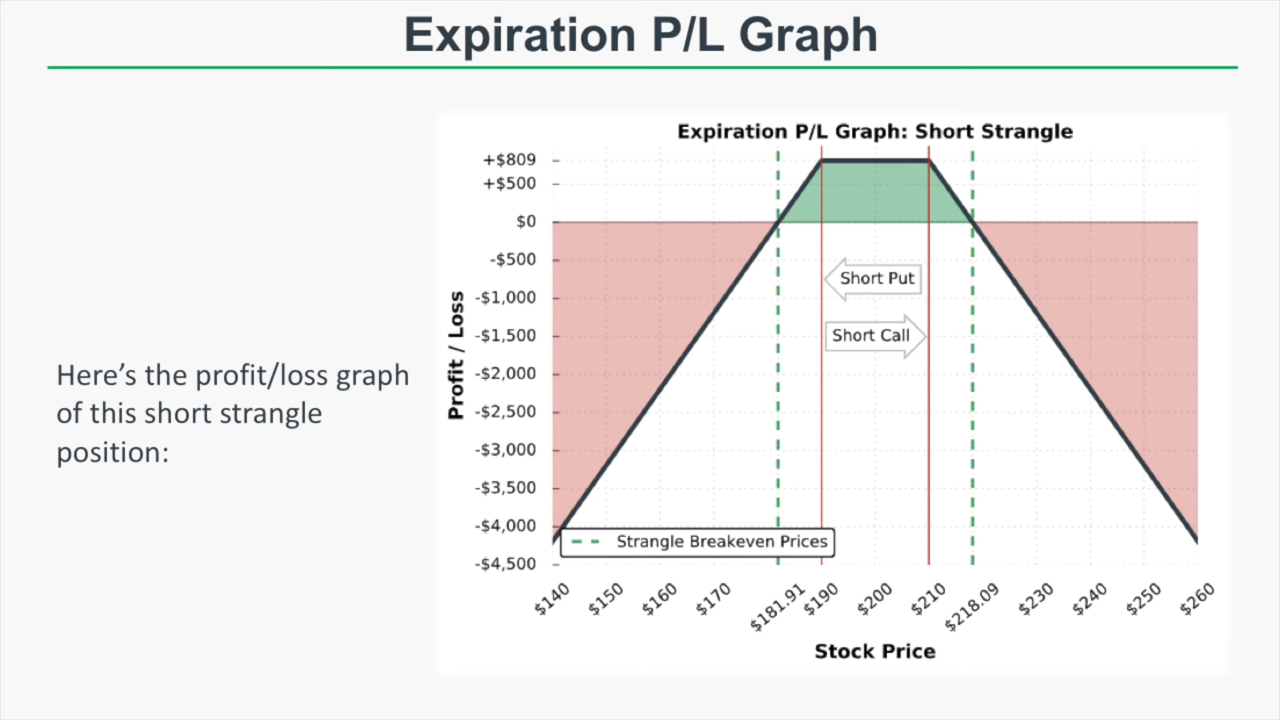 Expiration P/L Graph
Here’s the profit/loss graph
of this short strangle
position:
Expiration P/L Graph: Short Strangle
Profit / Loss
+$809
+$500
$0
-$500
-$1,000
-$1,500
-$2,000
-$2,500
-$3,000
-$3,500
-$4,000
-$4,500
Short Put
Short Call
Strangle Breakeven Prices
$140 $150 $160 $170 $181.91 $190 $200 $210 $218.09 $230 $240 $250 $260
Stock Price